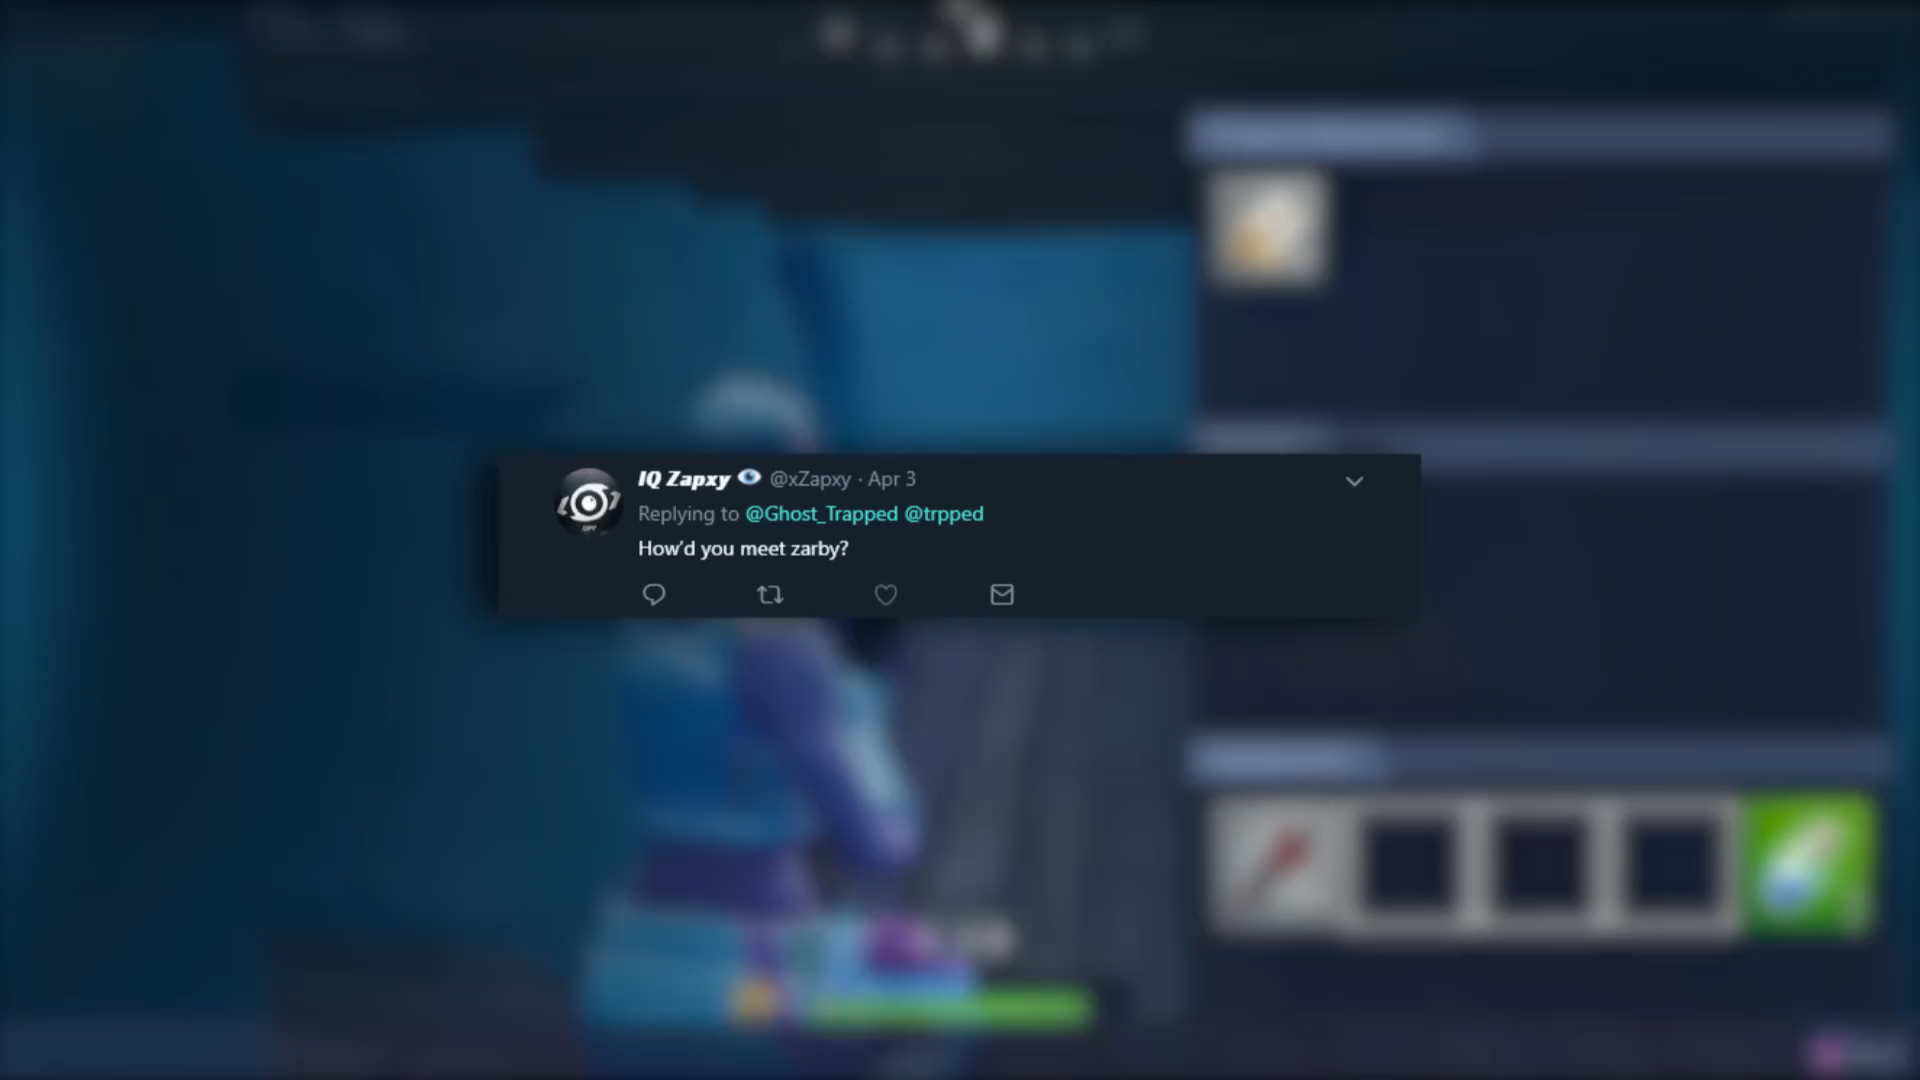 IQ Zapxy 👁 @xZapxy · Apr 3
Replying to @Ghost_Trapped @trpped
How'd you meet zarby?